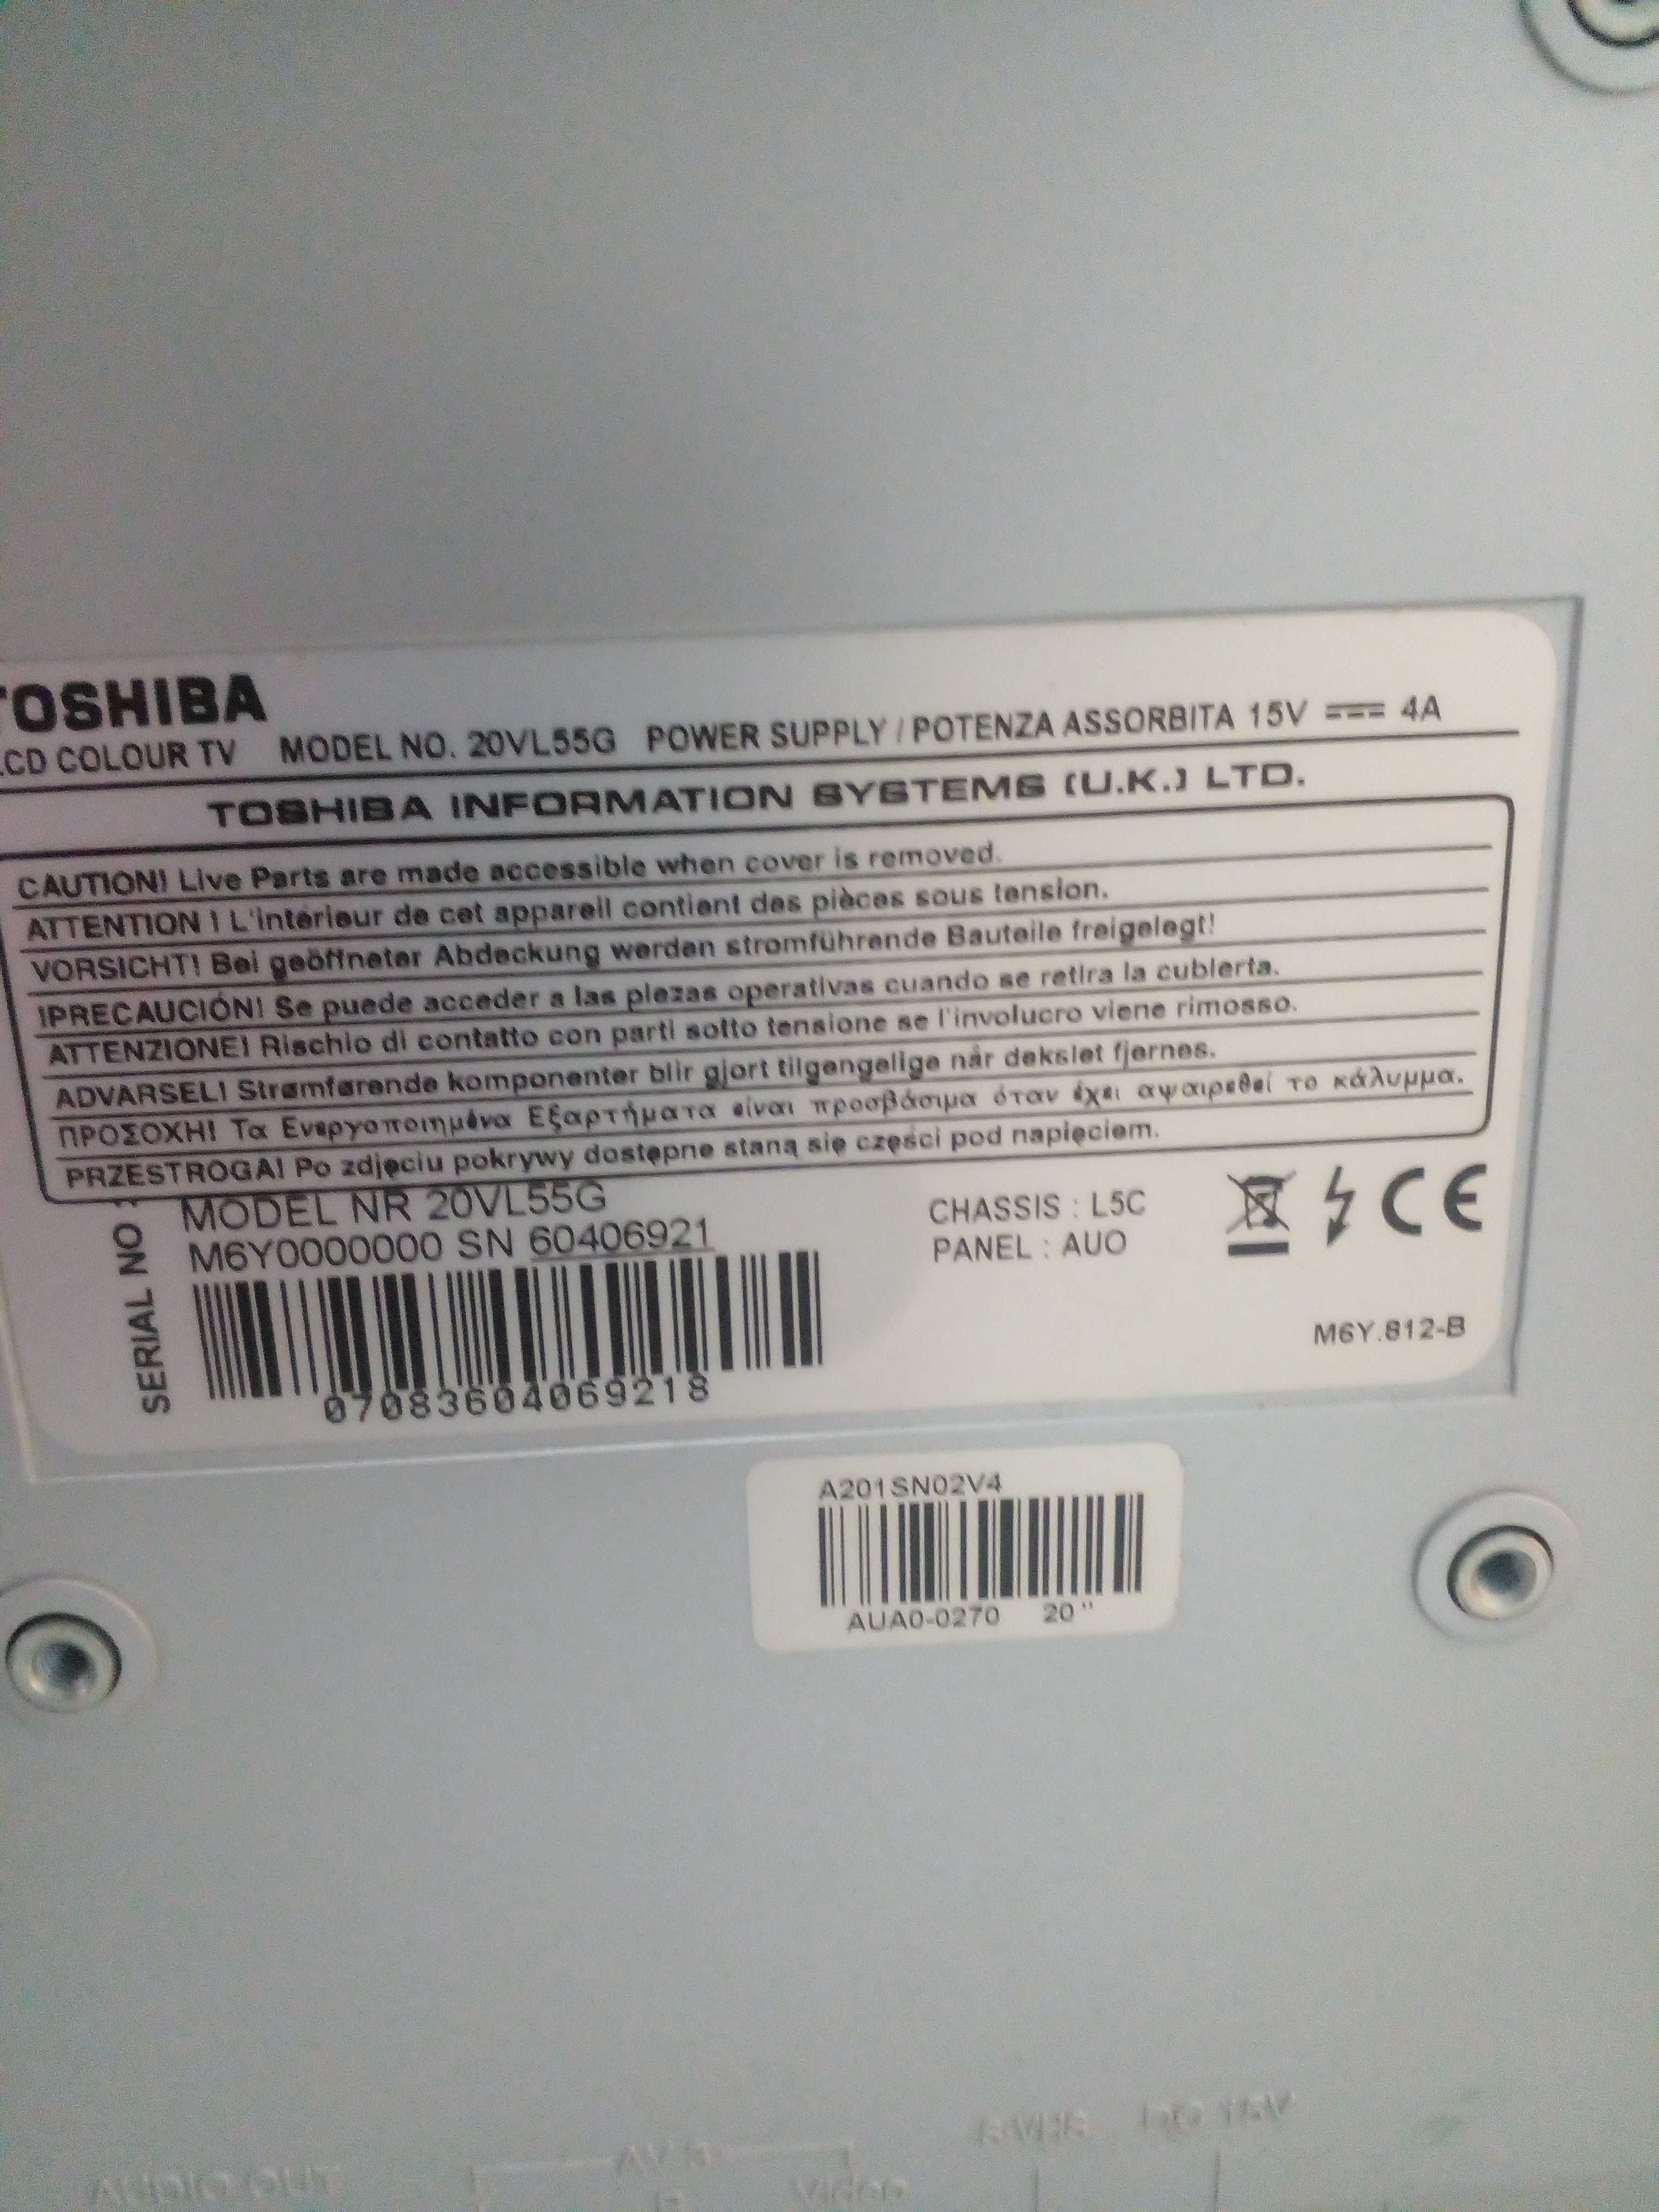 TOSHIBA
LCD COLOUR TV MODEL NO. 20VL55G POWER SUPPLY / POTENZA ASSORBITA 15V 4A
TOSHIBA INFORMATION SYSTEMS (U.K.) LTD.
CAUTION! Live Parts are made accessible when cover is removed.
ATTENTION ! L'intérieur de cet appareil contient des pièces sous tension.
VORSICHT! Bei geöffneter Abdeckung werden stromführende Bauteile freigelegt!
¡PRECAUCIÓN! Se puede acceder a las piezas operativas cuando se retira la cubierta.
ATTENZIONE! Rischio di contatto con parti sotto tensione se l'involucro viene rimosso.
ADVARSEL! Strømførende komponenter blir gjort tilgengelige når dekslet fjernes.
ΠΡΟΣΟΧΗ! Τα Ενεργοποιημένα Εξαρτήματα είναι προσβάσιμα όταν έχει αψαιρεθεί το κάλυμμα.
PRZESTROGA! Po zdjęciu pokrywy dostępne staną się części pod napięciem.
SERIAL NO :
MODEL NR 20VL55G
M6Y0000000 SN 60406921
07083604069218
CHASSIS : L5C
PANEL : AUO
CE
M6Y.812-B
A201SN02V4
AUA0-0270 20"
AUDIO OUT